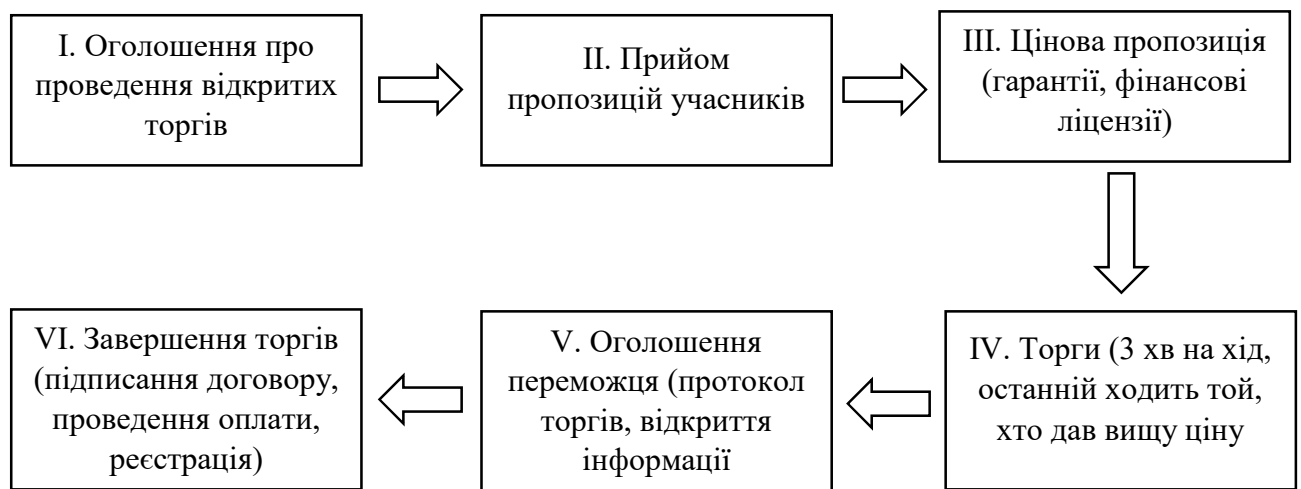 І. Оголошення про
проведення відкритих
торгів
ІІ. Прийом
пропозицій учасників
ІІІ. Цінова пропозиція
(гарантії, фінансові
ліцензії)
IV. Торги (3 хв на хід,
останній ходить той,
хто дав вищу ціну
V. Оголошення
переможця (протокол
торгів, відкриття
інформації
VI. Завершення торгів
(підписання договору,
проведення оплати,
реєстрація)